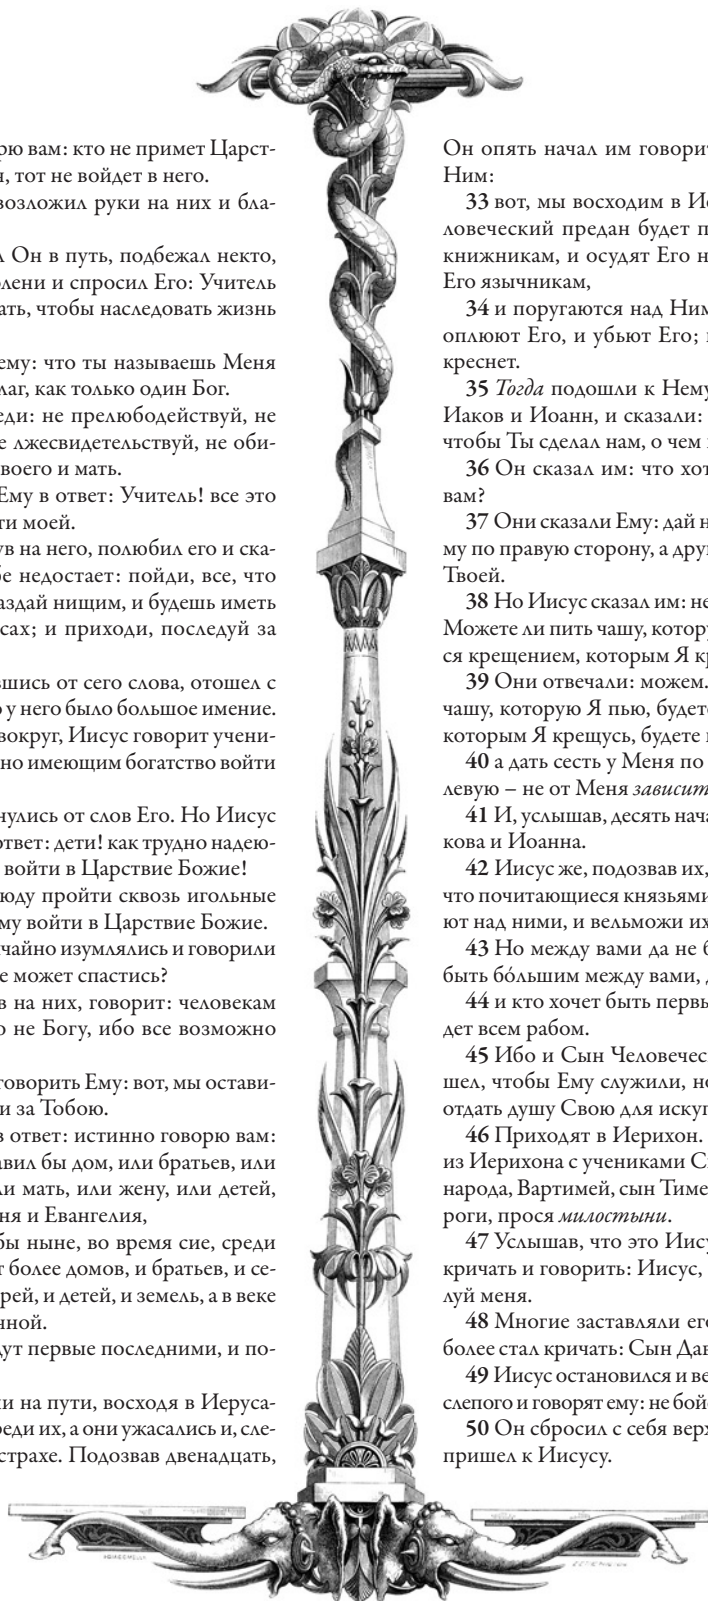 рю вам: кто не примет Царст-
, тот не войдет в него.
возложил руки на них и бла-
Он в путь, подбежал некто,
лени и спросил Его: Учитель
ать, чтобы наследовать жизнь
ему: что ты называешь Меня
лаг, как только один Бог.
еди: не прелюбодействуй, не
е лжесвидетельствуй, не оби-
воего и мать.
Ему в ответ: Учитель! все это
ти моей.
ув на него, полюбил его и ска-
бе недостает: пойди, все, что
аздай нищим, и будешь иметь
сах; и приходи, последуй за
вшись от сего слова, отошел с
о у него было большое имение.
вокруг, Иисус говорит учени-
но имеющим богатство войти
нулись от слов Его. Но Иисус
ответ: дети! как трудно надею-
войти в Царствие Божие!
юду пройти сквозь игольные
му войти в Царствие Божие.
чайно изумлялись и говорили
е может спастись?
в на них, говорит: человекам
о не Богу, ибо все возможно
говорить Ему: вот, мы остави-
и за Тобою.
в ответ: истинно говорю вам:
авил бы дом, или братьев, или
ли мать, или жену, или детей,
ня и Евангелия,
бы ныне, во время сие, среди
т более домов, и братьев, и се-
рей, и детей, и земель, а в веке
чной.
дут первые последними, и по-
и на пути, восходя в Иеруса-
реди их, а они ужасались и, сле-
страхе. Подозвав двенадцать,
Он опять начал им говорит
Ним:
33 вот, мы восходим в Ие
ловеческий предан будет п
книжникам, и осудят Его н
Его язычникам,
34 и поругаются над Ним
оплюют Его, и убьют Его;
креснет.
35 Тогда подошли к Нему
Иаков и Иоанн, и сказали:
чтобы Ты сделал нам, о чем
36 Он сказал им: что хот
вам?
37 Они сказали Ему: дай н
му по правую сторону, а друг
Твоей.
38 Но Иисус сказал им: не
Можете ли пить чашу, котору
ся крещением, которым Я кр
39 Они отвечали: можем.
чашу, которую Я пью, будете
которым Я крещусь, будете
40 а дать сесть у Меня по
левую – не от Меня зависит
41 И, услышав, десять нача
кова и Иоанна.
42 Иисус же, подозвав их,
что почитающиеся князьями
ют над ними, и вельможи их
43 Но между вами да не б
быть бо́льшим между вами, д
44 и кто хочет быть первы
дет всем рабом.
45 Ибо и Сын Человечес
шел, чтобы Ему служили, но
отдать душу Свою для искуп
46 Приходят в Иерихон.
из Иерихона с учениками С
народа, Вартимей, сын Тиме
роги, прося милостыни.
47 Услышав, что это Иису
кричать и говорить: Иисус,
луй меня.
48 Многие заставляли его
более стал кричать: Сын Дав
49 Иисус остановился и ве
слепого и говорят ему: не бой
50 Он сбросил с себя верх
пришел к Иисусу.